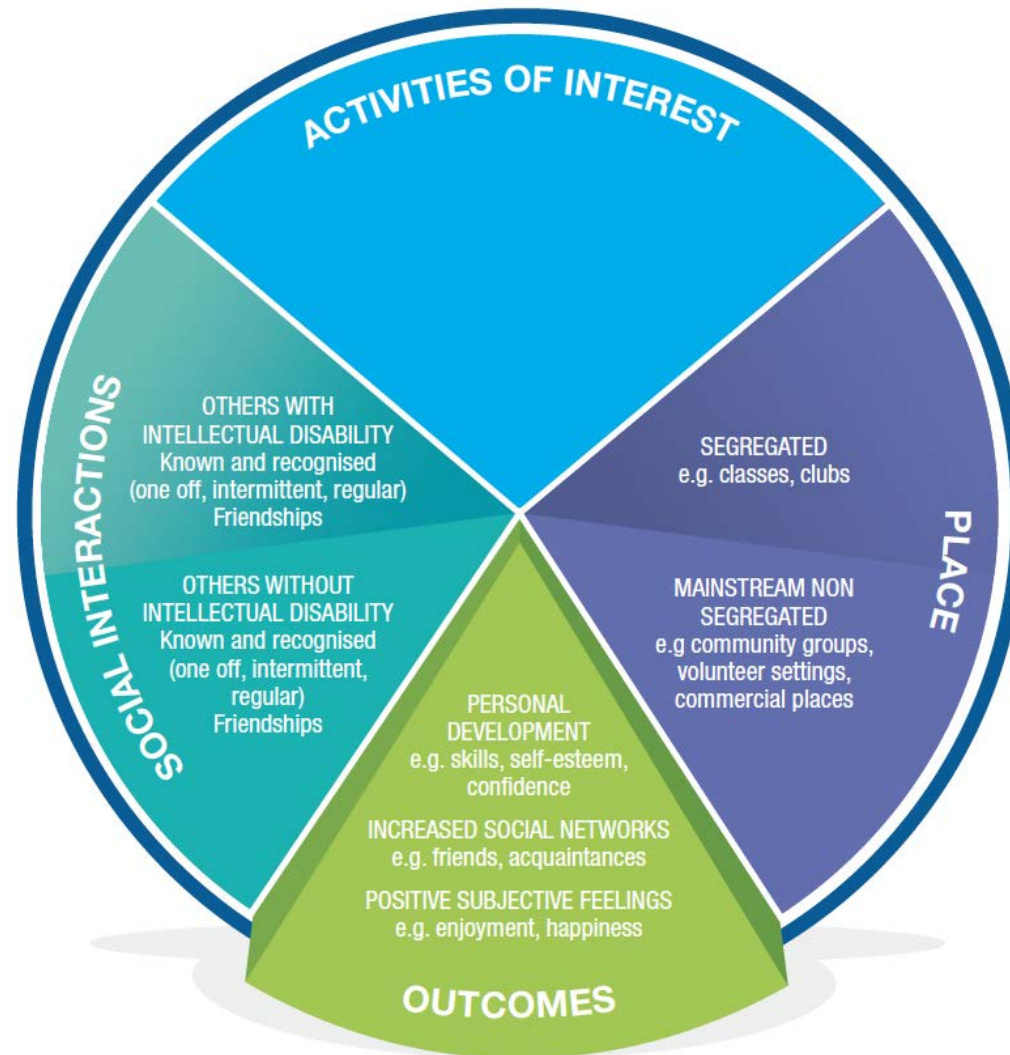 ACTIVITIES OF INTEREST
SOCIAL INTERACTIONS
OTHERS WITH
INTELLECTUAL DISABILITY
Known and recognised
(one off, intermittent, regular)
Friendships
OTHERS WITHOUT
INTELLECTUAL DISABILITY
Known and recognised
(one off, intermittent,
regular)
Friendships
PLACE
SEGREGATED
e.g. classes, clubs
MAINSTREAM NON
SEGREGATED
e.g community groups,
volunteer settings,
commercial places
PERSONAL
DEVELOPMENT
e.g. skills, self-esteem,
confidence
INCREASED SOCIAL NETWORKS
e.g. friends, acquaintances
POSITIVE SUBJECTIVE FEELINGS
e.g. enjoyment, happiness
OUTCOMES